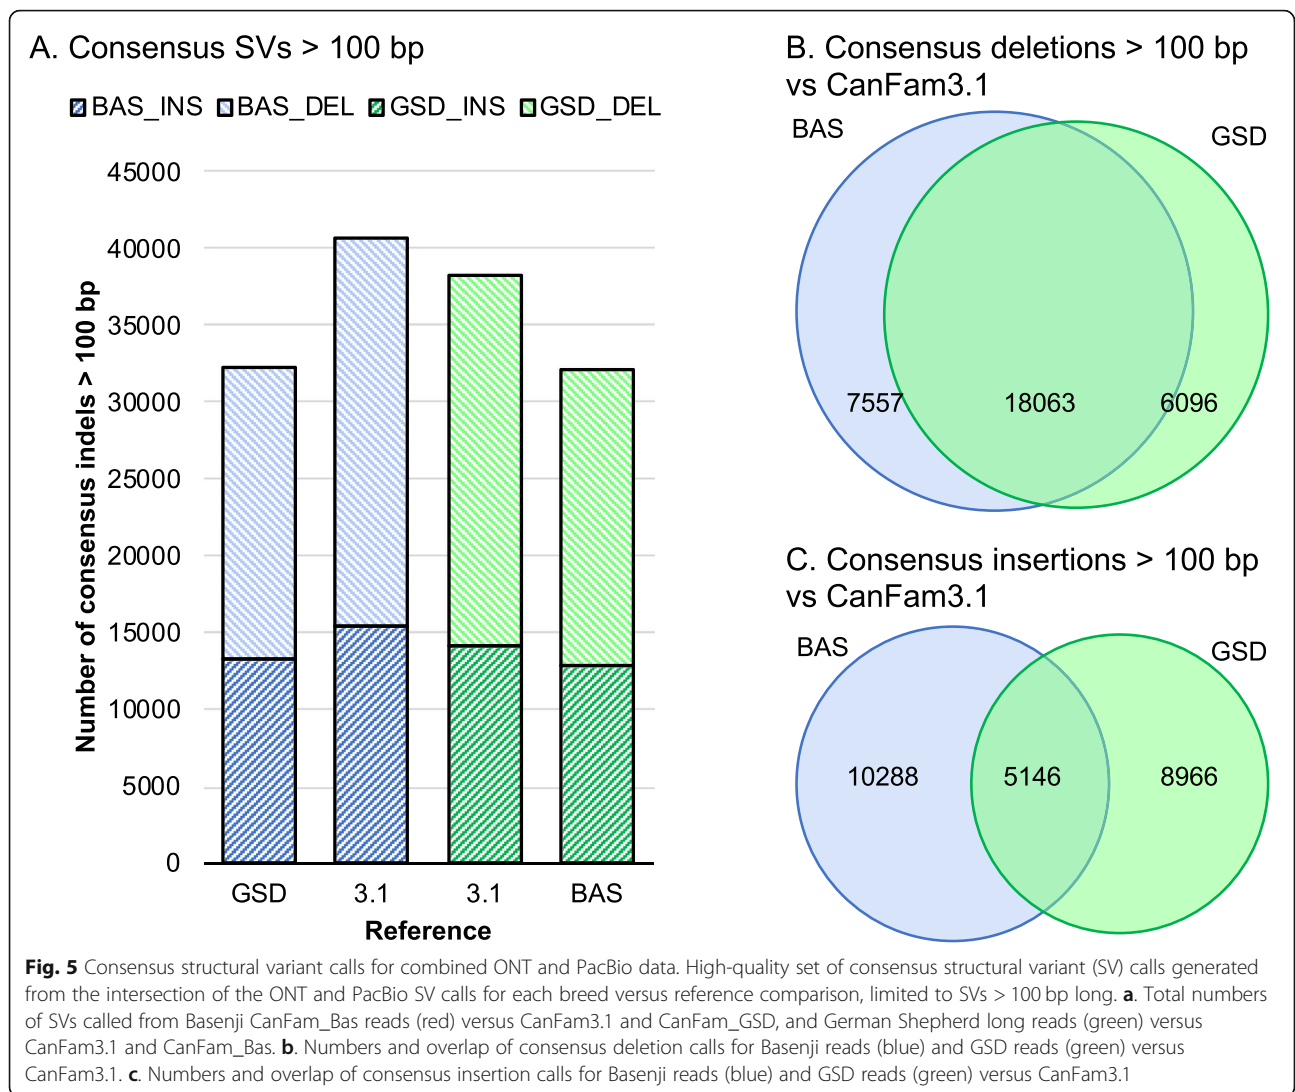 A. Consensus SVs > 100 bp
BAS_INS BAS_DEL GSD_INS GSD_DEL
Number of consensus indels > 100 bp
45000
40000
35000
30000
25000
20000
15000
10000
5000
0
GSD 3.1 3.1 BAS
Reference
B. Consensus deletions > 100 bp
vs CanFam3.1
BAS
GSD
7557 18063 6096
C. Consensus insertions > 100 bp
vs CanFam3.1
BAS
GSD
10288 5146 8966
Fig. 5 Consensus structural variant calls for combined ONT and PacBio data. High-quality set of consensus structural variant (SV) calls generated
from the intersection of the ONT and PacBio SV calls for each breed versus reference comparison, limited to SVs > 100 bp long. a. Total numbers
of SVs called from Basenji CanFam_Bas reads (red) versus CanFam3.1 and CanFam_GSD, and German Shepherd long reads (green) versus
CanFam3.1 and CanFam_Bas. b. Numbers and overlap of consensus deletion calls for Basenji reads (blue) and GSD reads (green) versus
CanFam3.1. c. Numbers and overlap of consensus insertion calls for Basenji reads (blue) and GSD reads (green) versus CanFam3.1